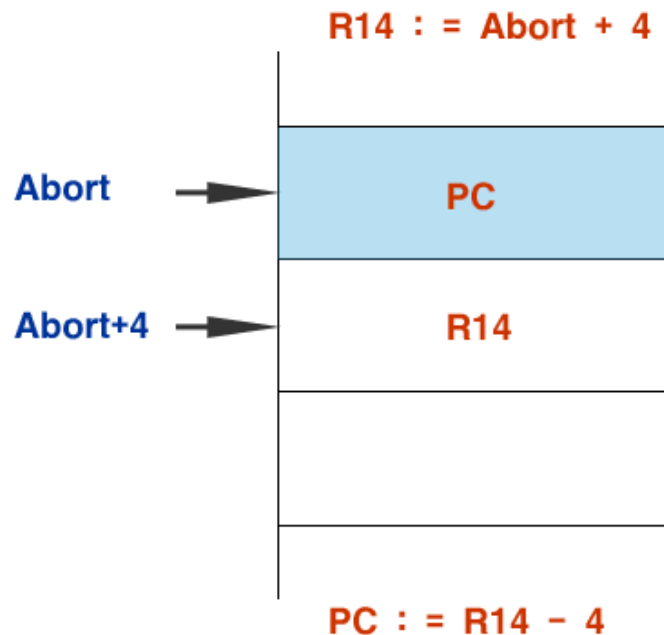 R14 : = Abort + 4
Abort
PC
Abort+4
R14
PC : = R14 - 4